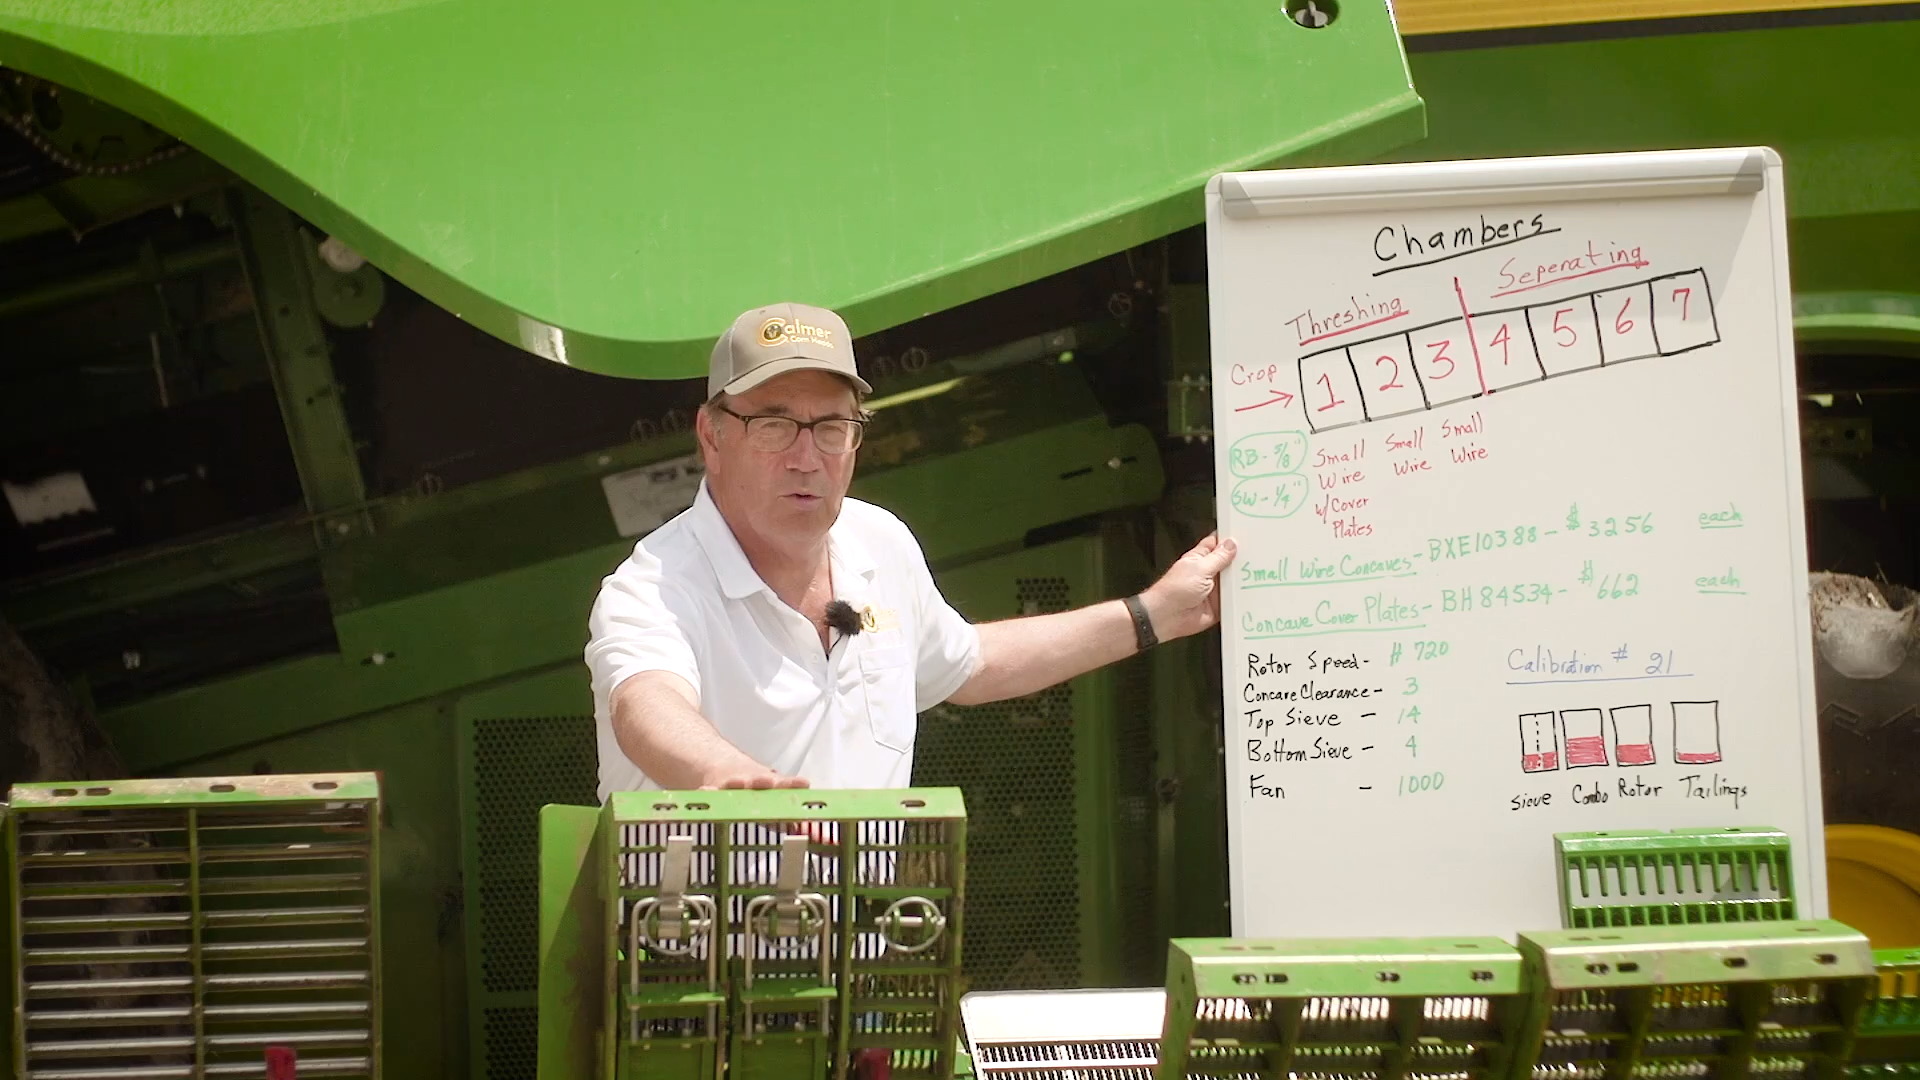 Calmer
Corn Heads
Chambers
Threshing
Seperating
Crop
1 2 3 4 5 6 7
RB - 5/8"
SW - 1/4"
Small Wire w/Cover Plates
Small Wire
Small Wire
Small Wire Concaves - BXE10388 - $3256 each
Concave Cover Plates - BH84534 - $662 each
Rotor Speed - # 720
Concave Clearance - 3
Top Sieve - 14
Bottom Sieve - 4
Fan - 1000
Calibration # 21
Sieve Combo Rotor Tailings